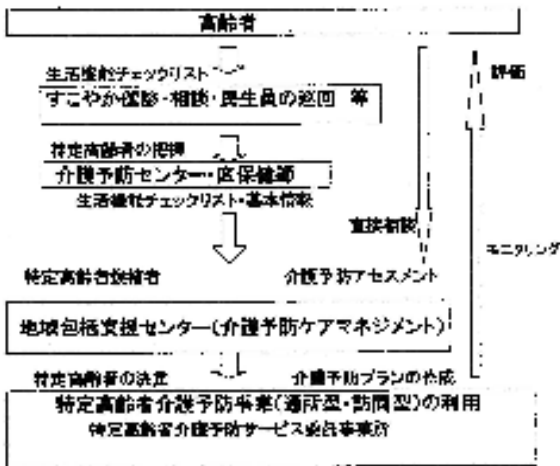 高齢者
生活機能チェックリスト
すこやか健診・相談・民生員の巡回 等
特定高齢者の把握
介護予防センター・区保健師
生活機能チェックリスト・基本情報
直接相談
評価
モニタリング
特定高齢者候補者 介護予防アセスメント
地域包括支援センター(介護予防ケアマネジメント)
特定高齢者の決定 介護予防プランの作成
特定高齢者介護予防事業(通所型・訪問型)の利用
特定高齢者介護予防サービス委託事業所